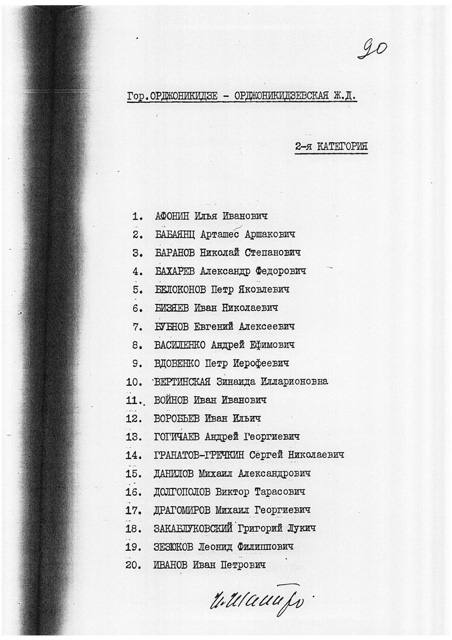 90
Гор.ОРДЖОНИКИДЗЕ - ОРДЖОНИКИДЗЕВСКАЯ Ж.Д.
2-я КАТЕГОРИЯ
1. АФОНИН Илья Иванович
2. БАБАЯНЦ Арташес Аршакович
3. БАРАНОВ Николай Степанович
4. БАХАРЕВ Александр Федорович
5. БЕЛОКОНОВ Петр Яковлевич
6. БИЗЯЕВ Иван Николаевич
7. БУБНОВ Евгений Алексеевич
8. ВАСИЛЕНКО Андрей Ефимович
9. ВДОВЕНКО Петр Иерофеевич
10. ВЕРТИНСКАЯ Зинаида Илларионовна
11. ВОЙНОВ Иван Иванович
12. ВОРОБЬЕВ Иван Ильич
13. ГОГИЧАЕВ Андрей Георгиевич
14. ГРАНАТОВ-ГРЕЧКИН Сергей Николаевич
15. ДАНИЛОВ Михаил Александрович
16. ДОЛГОПОЛОВ Виктор Тарасович
17. ДРАГОМИРОВ Михаил Георгиевич
18. ЗАКАБЛУКОВСКИЙ Григорий Лукич
19. ЗЕЗЮКОВ Леонид Филиппович
20. ИВАНОВ Иван Петрович